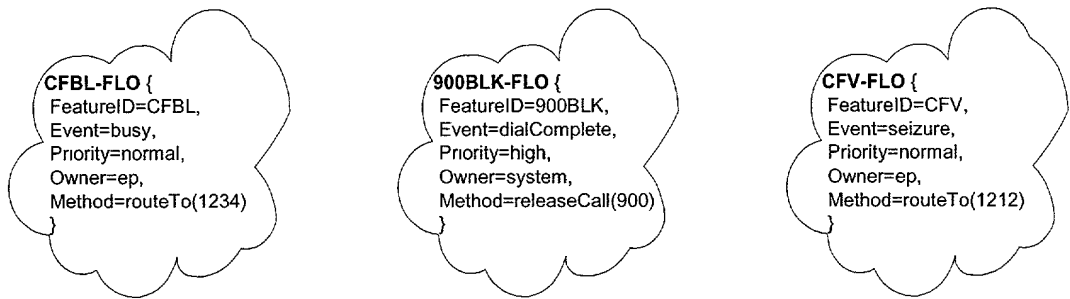 CFBL-FLO {
FeatureID=CFBL,
Event=busy,
Priority=normal,
Owner=ep,
Method=routeTo(1234)
}
900BLK-FLO {
FeatureID=900BLK,
Event=dialComplete,
Priority=high,
Owner=system,
Method=releaseCall(900)
}
CFV-FLO {
FeatureID=CFV,
Event=seizure,
Priority=normal,
Owner=ep,
Method=routeTo(1212)
}